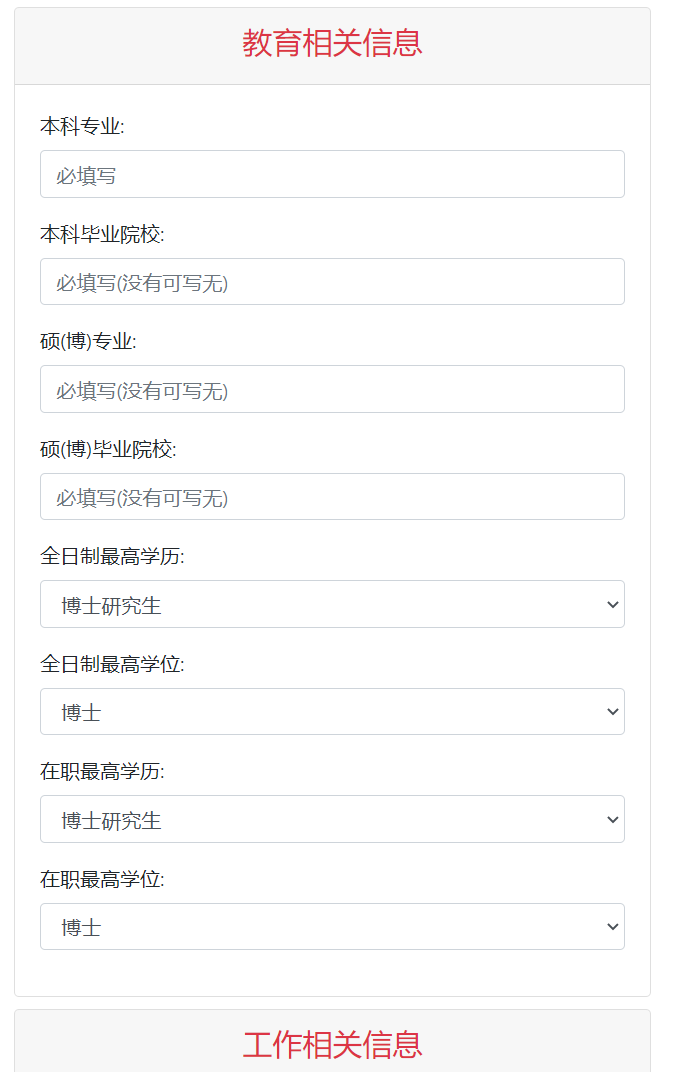 教育相关信息
本科专业:
必填写
本科毕业院校:
必填写(没有可写无)
硕(博)专业:
必填写(没有可写无)
硕(博)毕业院校:
必填写(没有可写无)
全日制最高学历:
博士研究生
全日制最高学位:
博士
在职最高学历:
博士研究生
在职最高学位:
博士
工作相关信息